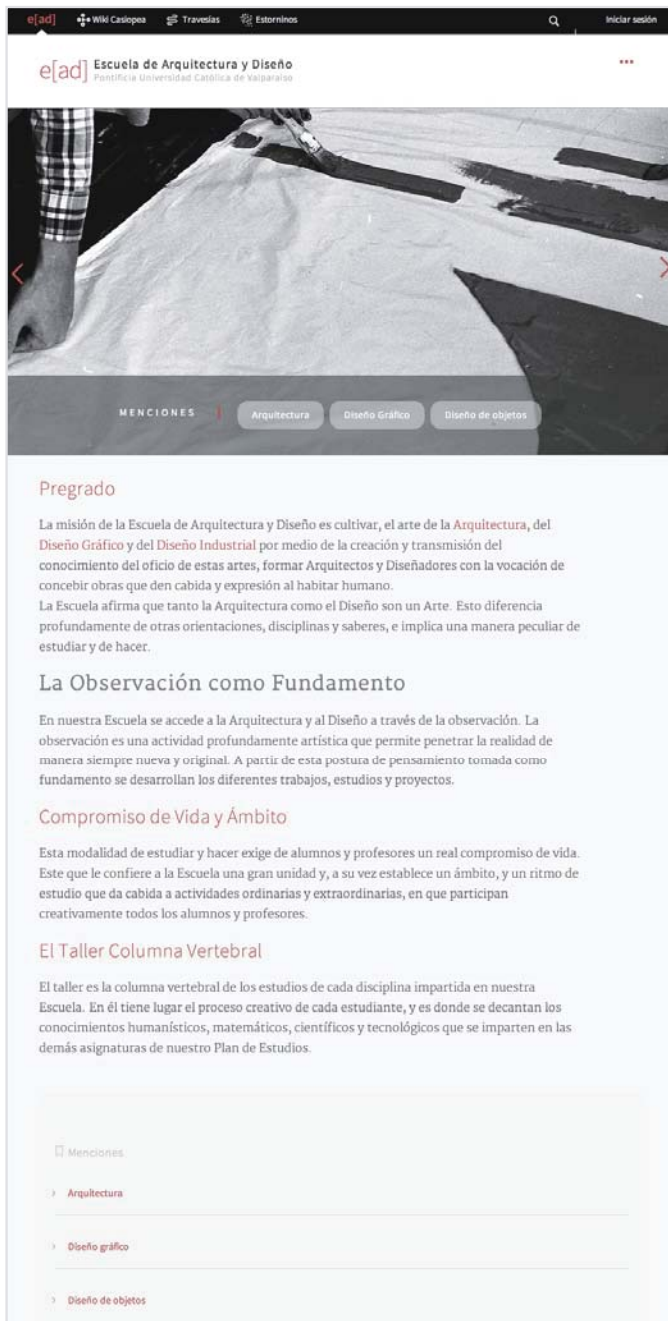 e[ad] Wiki Casiopea Travesías Estorninos Iniciar sesión
e[ad] Escuela de Arquitectura y Diseño
Pontificia Universidad Católica de Valparaíso
MENCIONES Arquitectura Diseño Gráfico Diseño de objetos
Pregrado
La misión de la Escuela de Arquitectura y Diseño es cultivar, el arte de la Arquitectura, del
Diseño Gráfico y del Diseño Industrial por medio de la creación y transmisión del
conocimiento del oficio de estas artes, formar Arquitectos y Diseñadores con la vocación de
concebir obras que den cabida y expresión al habitar humano.
La Escuela afirma que tanto la Arquitectura como el Diseño son un Arte. Esto diferencia
profundamente de otras orientaciones, disciplinas y saberes, e implica una manera peculiar de
estudiar y de hacer.
La Observación como Fundamento
En nuestra Escuela se accede a la Arquitectura y al Diseño a través de la observación. La
observación es una actividad profundamente artística que permite penetrar la realidad de
manera siempre nueva y original. A partir de esta postura de pensamiento tomada como
fundamento se desarrollan los diferentes trabajos, estudios y proyectos.
Compromiso de Vida y Ámbito
Esta modalidad de estudiar y hacer exige de alumnos y profesores un real compromiso de vida.
Este que le confiere a la Escuela una gran unidad y, a su vez establece un ámbito, y un ritmo de
estudio que da cabida a actividades ordinarias y extraordinarias, en que participan
creativamente todos los alumnos y profesores.
El Taller Columna Vertebral
El taller es la columna vertebral de los estudios de cada disciplina impartida en nuestra
Escuela. En él tiene lugar el proceso creativo de cada estudiante, y es donde se decantan los
conocimientos humanísticos, matemáticos, científicos y tecnológicos que se imparten en las
demás asignaturas de nuestro Plan de Estudios.
Menciones
Arquitectura
Diseño gráfico
Diseño de objetos